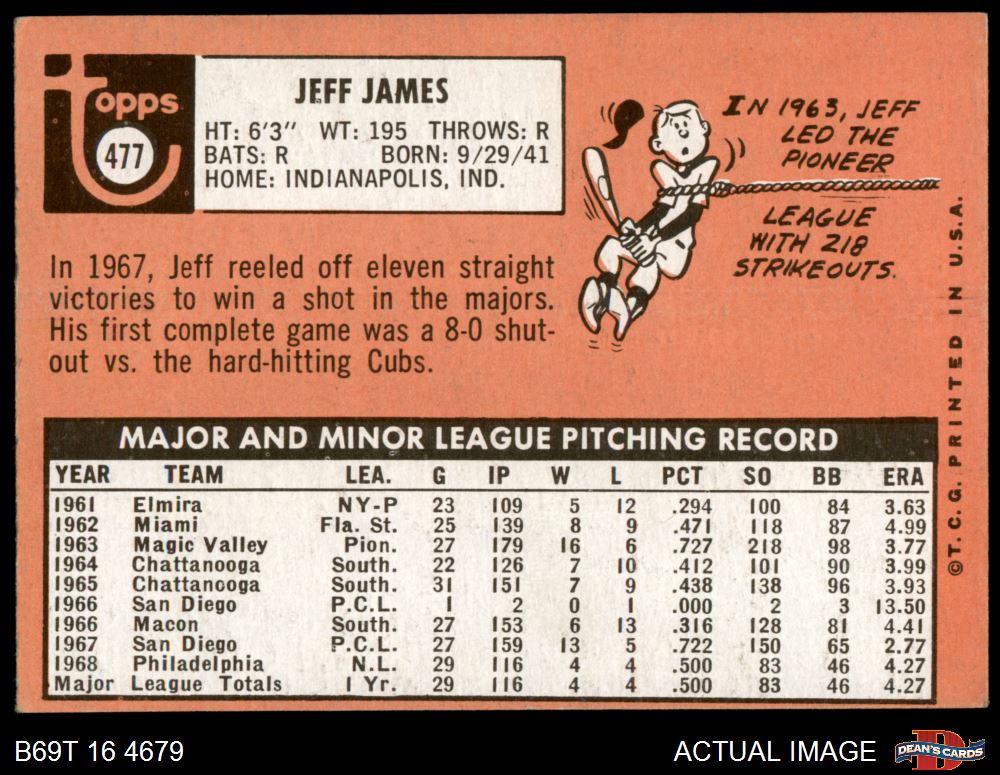 topps
477
JEFF JAMES
HT: 6'3" WT: 195 THROWS: R
BATS: R BORN: 9/29/41
HOME: INDIANAPOLIS, IND.
IN 1963, JEFF
LED THE
PIONEER
LEAGUE
WITH 218
STRIKEOUTS.
In 1967, Jeff reeled off eleven straight
victories to win a shot in the majors.
His first complete game was a 8-0 shut-
out vs. the hard-hitting Cubs.
©T. C. G. PRINTED IN U.S.A.
MAJOR AND MINOR LEAGUE PITCHING RECORD
YEAR TEAM LEA. G IP W L PCT SO BB ERA
1961 Elmira NY-P 23 109 5 12 .294 100 84 3.63
1962 Miami Fla. St. 25 139 8 9 .471 118 87 4.99
1963 Magic Valley Pion. 27 179 16 6 .727 218 98 3.77
1964 Chattanooga South. 22 126 7 10 .412 101 90 3.99
1965 Chattanooga South. 31 151 7 9 .438 138 96 3.93
1966 San Diego P.C.L. 1 2 0 1 .000 2 3 13.50
1966 Macon South. 27 153 6 13 .316 128 81 4.41
1967 San Diego P.C.L. 27 159 13 5 .722 150 65 2.77
1968 Philadelphia N.L. 29 116 4 4 .500 83 46 4.27
Major League Totals 1 Yr. 29 116 4 4 .500 83 46 4.27
B69T 16 4679
ACTUAL IMAGE
DEAN'S CARDS